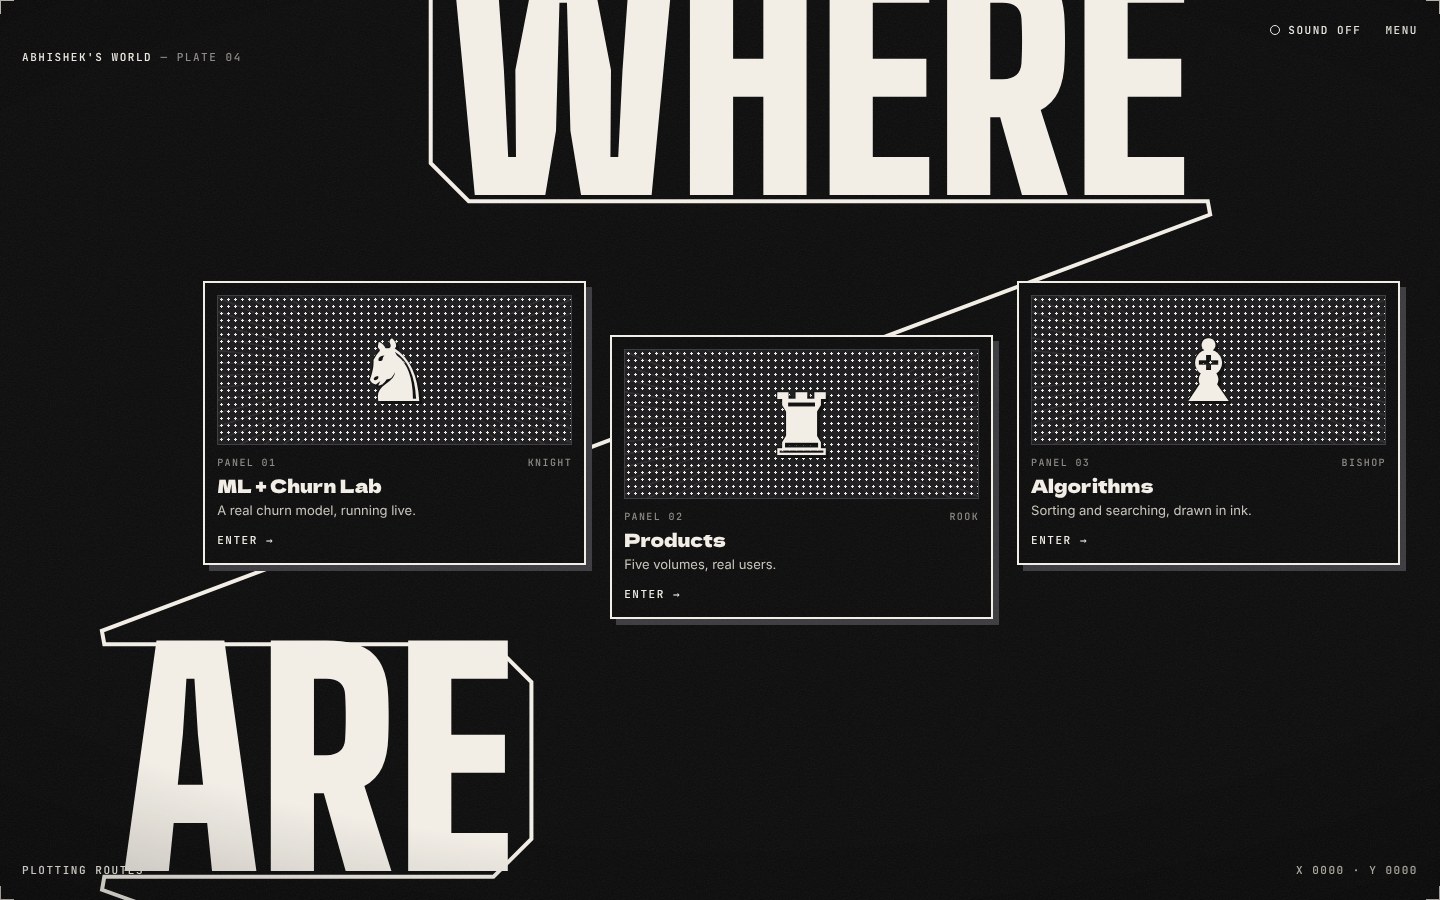 WHERE
SOUND OFF MENU
ABHISHEK'S WORLD — PLATE 04
PANEL 01 KNIGHT
ML + Churn Lab
A real churn model, running live.
ENTER →
PANEL 02 ROOK
Products
Five volumes, real users.
ENTER →
PANEL 03 BISHOP
Algorithms
Sorting and searching, drawn in ink.
ENTER →
ARE
PLOTTING ROUTES
X 0000 · Y 0000